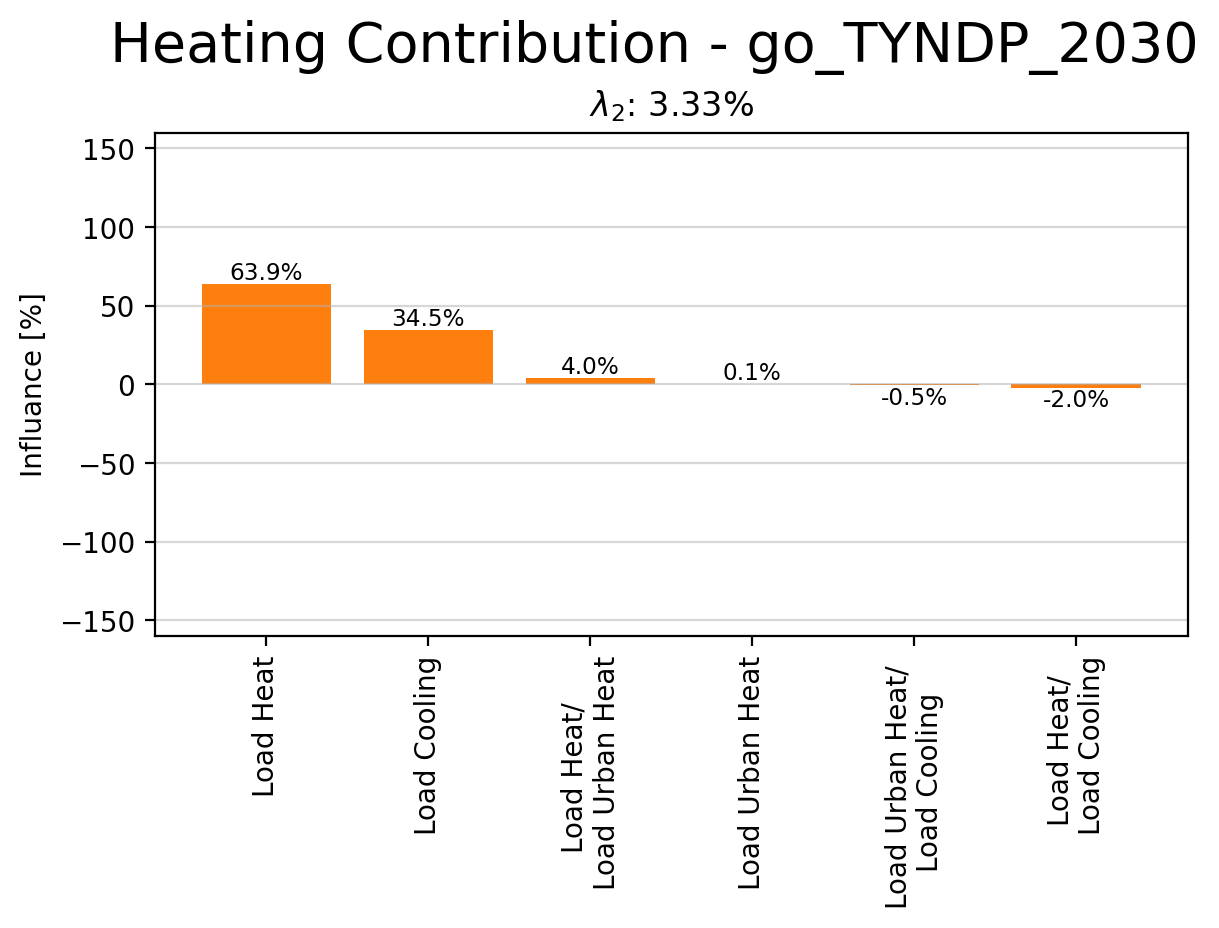 Heating Contribution - go_TYNDP_2030
λ₂: 3.33%
Influance [%]
150
100
50
0
−50
−100
−150
63.9%
34.5%
4.0%
0.1%
-0.5%
-2.0%
Load Heat
Load Cooling
Load Heat/
Load Urban Heat
Load Urban Heat
Load Urban Heat/
Load Cooling
Load Heat/
Load Cooling